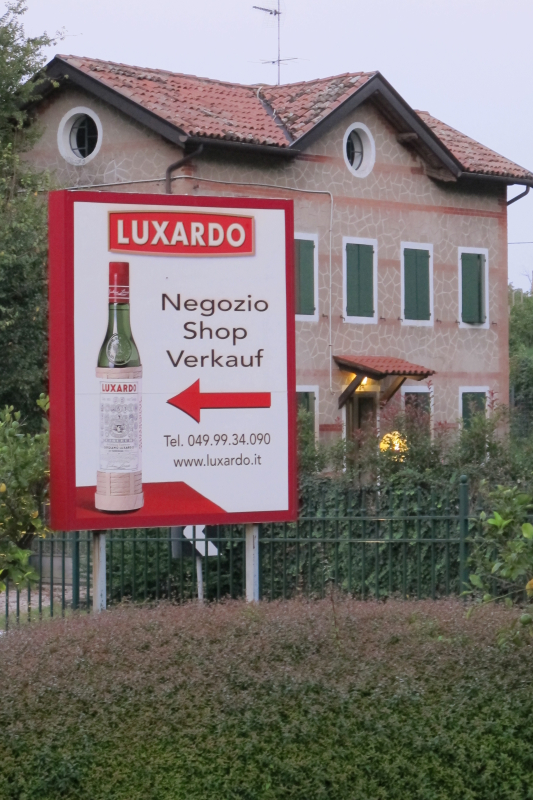 LUXARDO
Negozio
Shop
Verkauf
LUXARDO
Tel. 049.99.34.090
www.luxardo.it